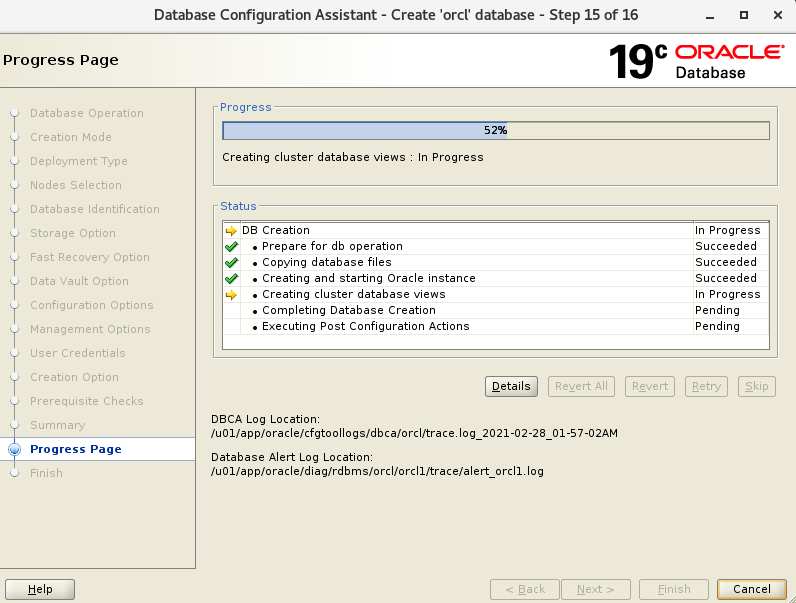 Database Configuration Assistant - Create 'orcl' database - Step 15 of 16
Progress Page
19c ORACLE
Database
Database Operation
Creation Mode
Deployment Type
Nodes Selection
Database Identification
Storage Option
Fast Recovery Option
Data Vault Option
Configuration Options
Management Options
User Credentials
Creation Option
Prerequisite Checks
Summary
Progress Page
Finish
Progress
52%
Creating cluster database views : In Progress
Status
DB Creation In Progress
• Prepare for db operation Succeeded
• Copying database files Succeeded
• Creating and starting Oracle instance Succeeded
• Creating cluster database views In Progress
• Completing Database Creation Pending
• Executing Post Configuration Actions Pending
Details Revert All Revert Retry Skip
DBCA Log Location:
/u01/app/oracle/cfgtoollogs/dbca/orcl/trace.log_2021-02-28_01-57-02AM
Database Alert Log Location:
/u01/app/oracle/diag/rdbms/orcl/orcl1/trace/alert_orcl1.log
Help < Back Next > Finish Cancel